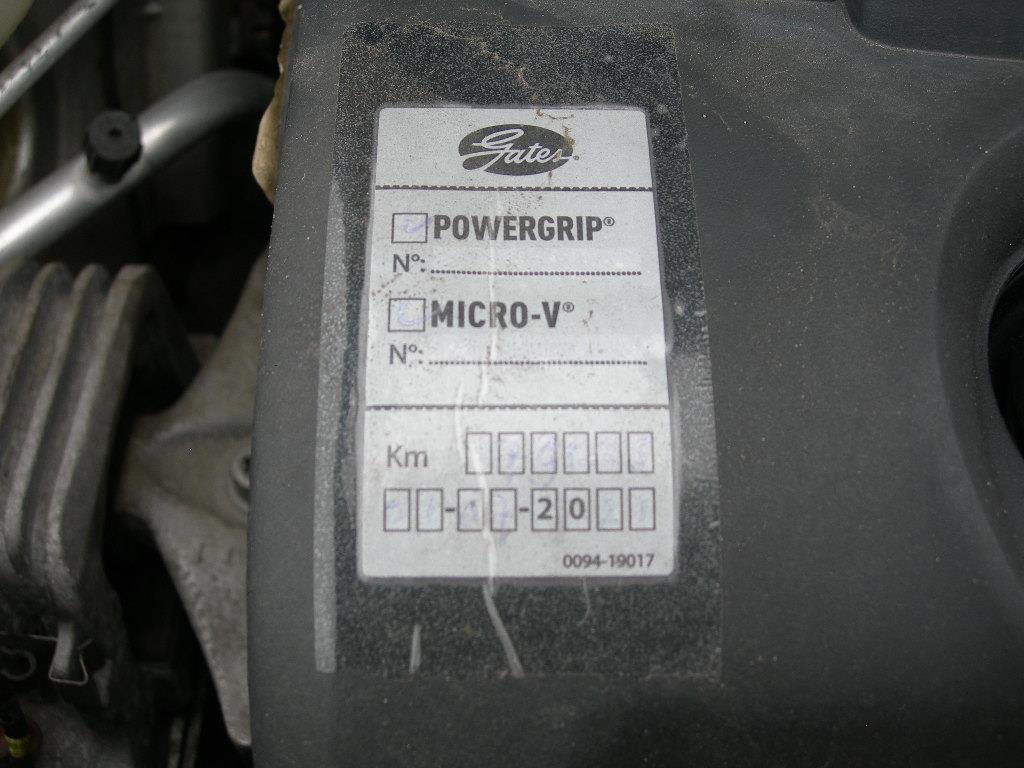 Gates®
POWERGRIP®
Nº:
MICRO-V®
Nº:
Km
-20
0094-19017